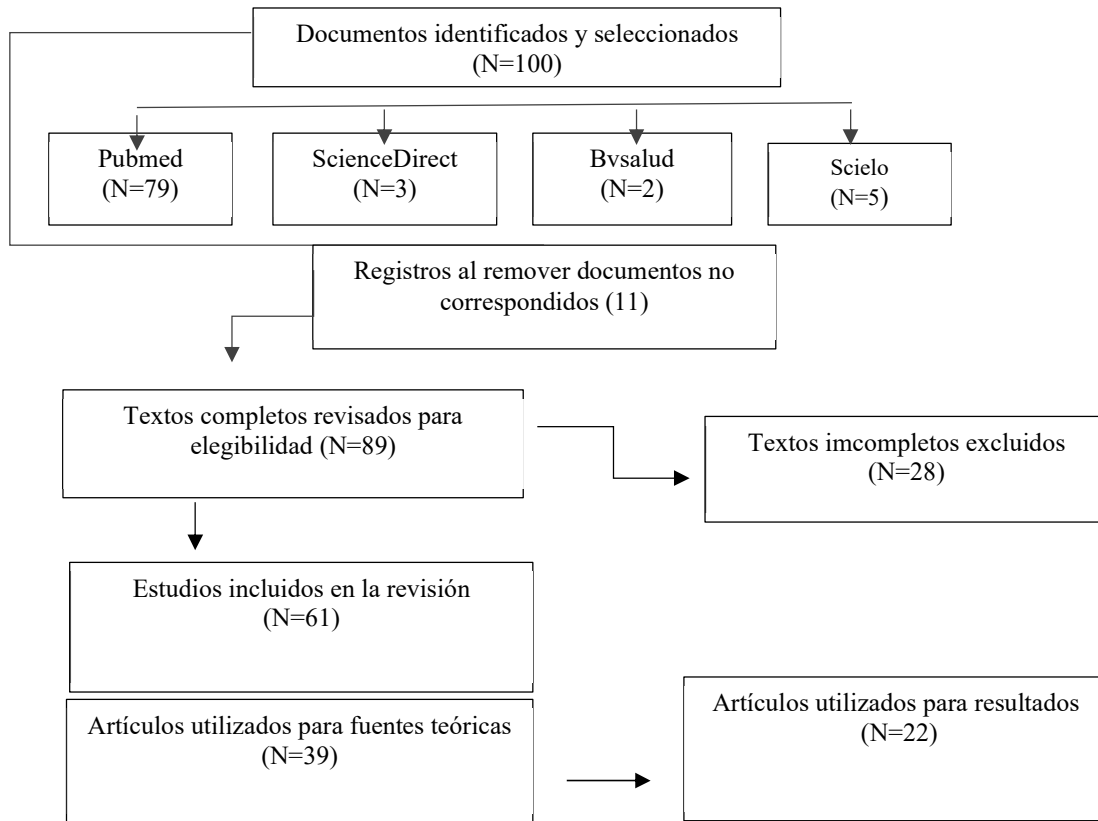 Documentos identificados y seleccionados
(N=100)
Pubmed
(N=79)
ScienceDirect
(N=3)
Bvsalud
(N=2)
Scielo
(N=5)
Registros al remover documentos no
correspondidos (11)
Textos completos revisados para
elegibilidad (N=89)
Textos imcompletos excluidos
(N=28)
Estudios incluidos en la revisión
(N=61)
Artículos utilizados para fuentes teóricas
(N=39)
Artículos utilizados para resultados
(N=22)